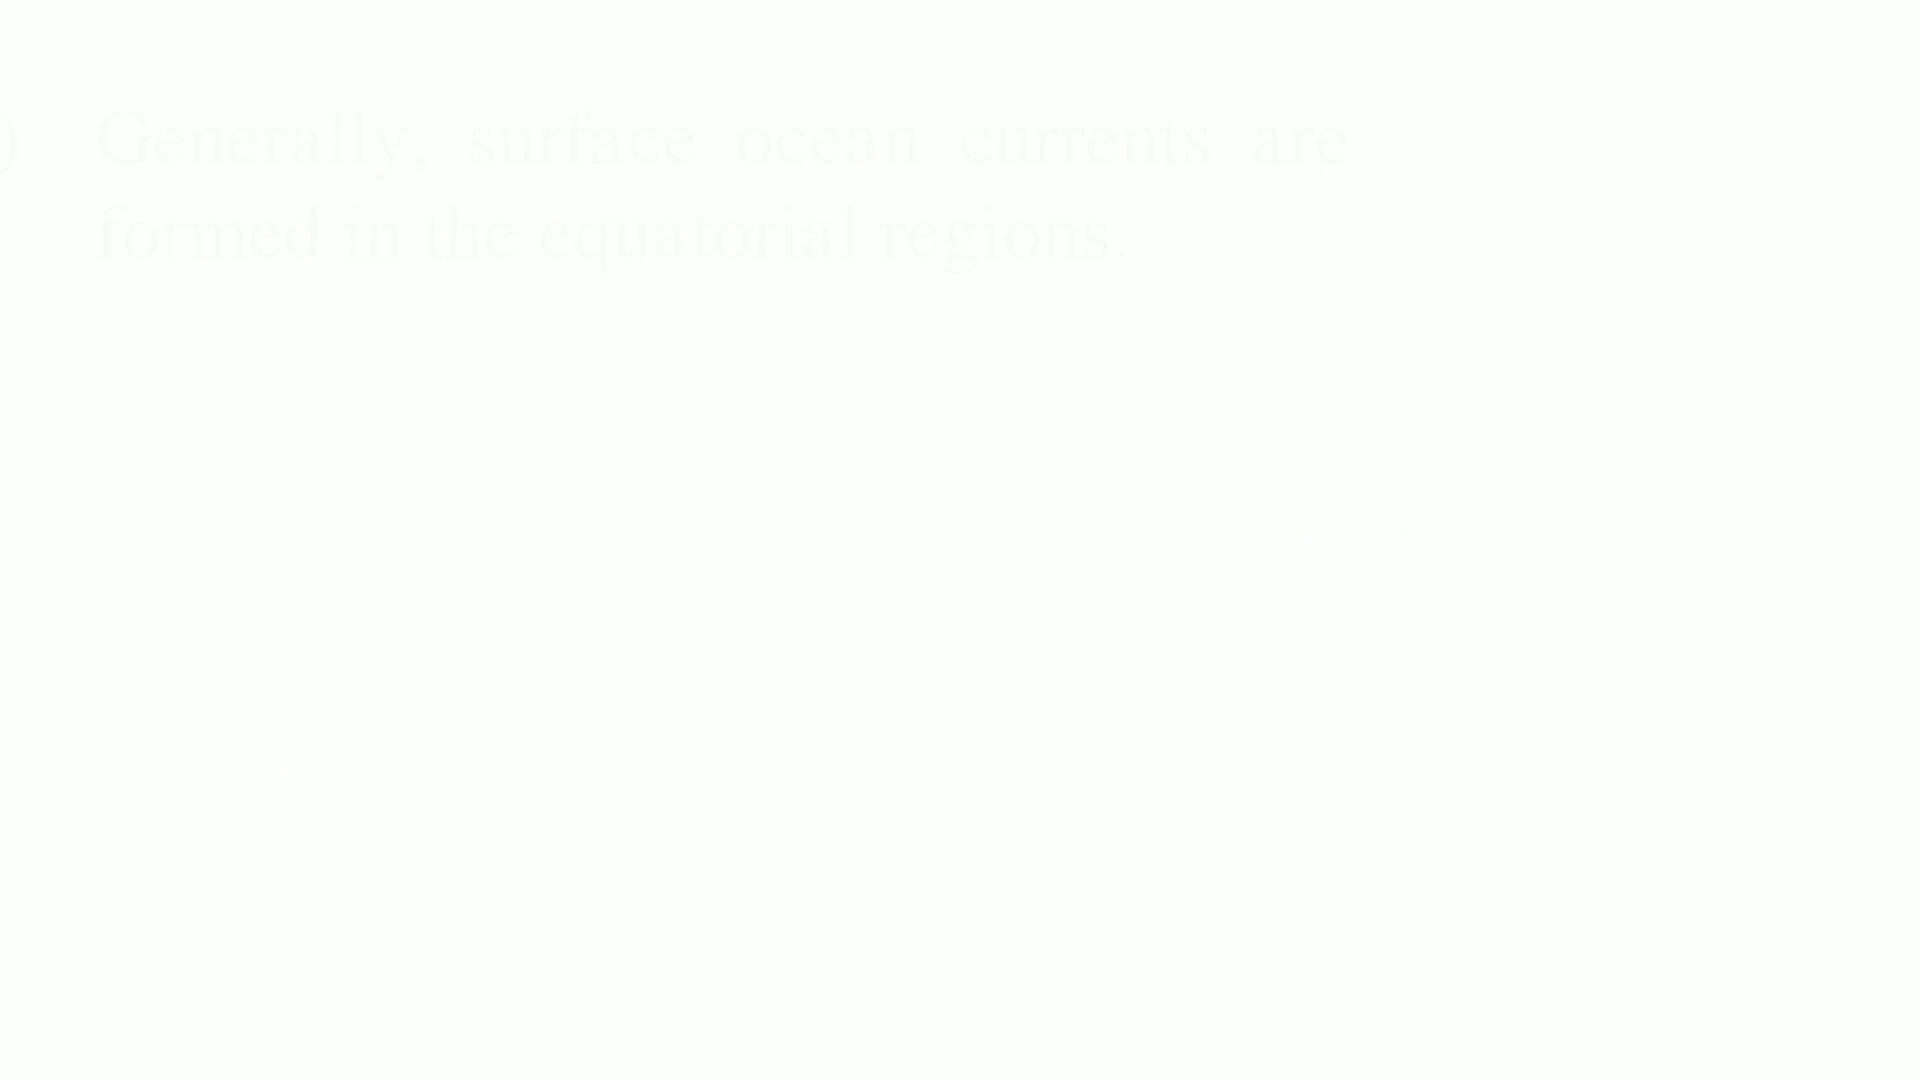 ) Generally, surface ocean currents are
formed in the equatorial regions.